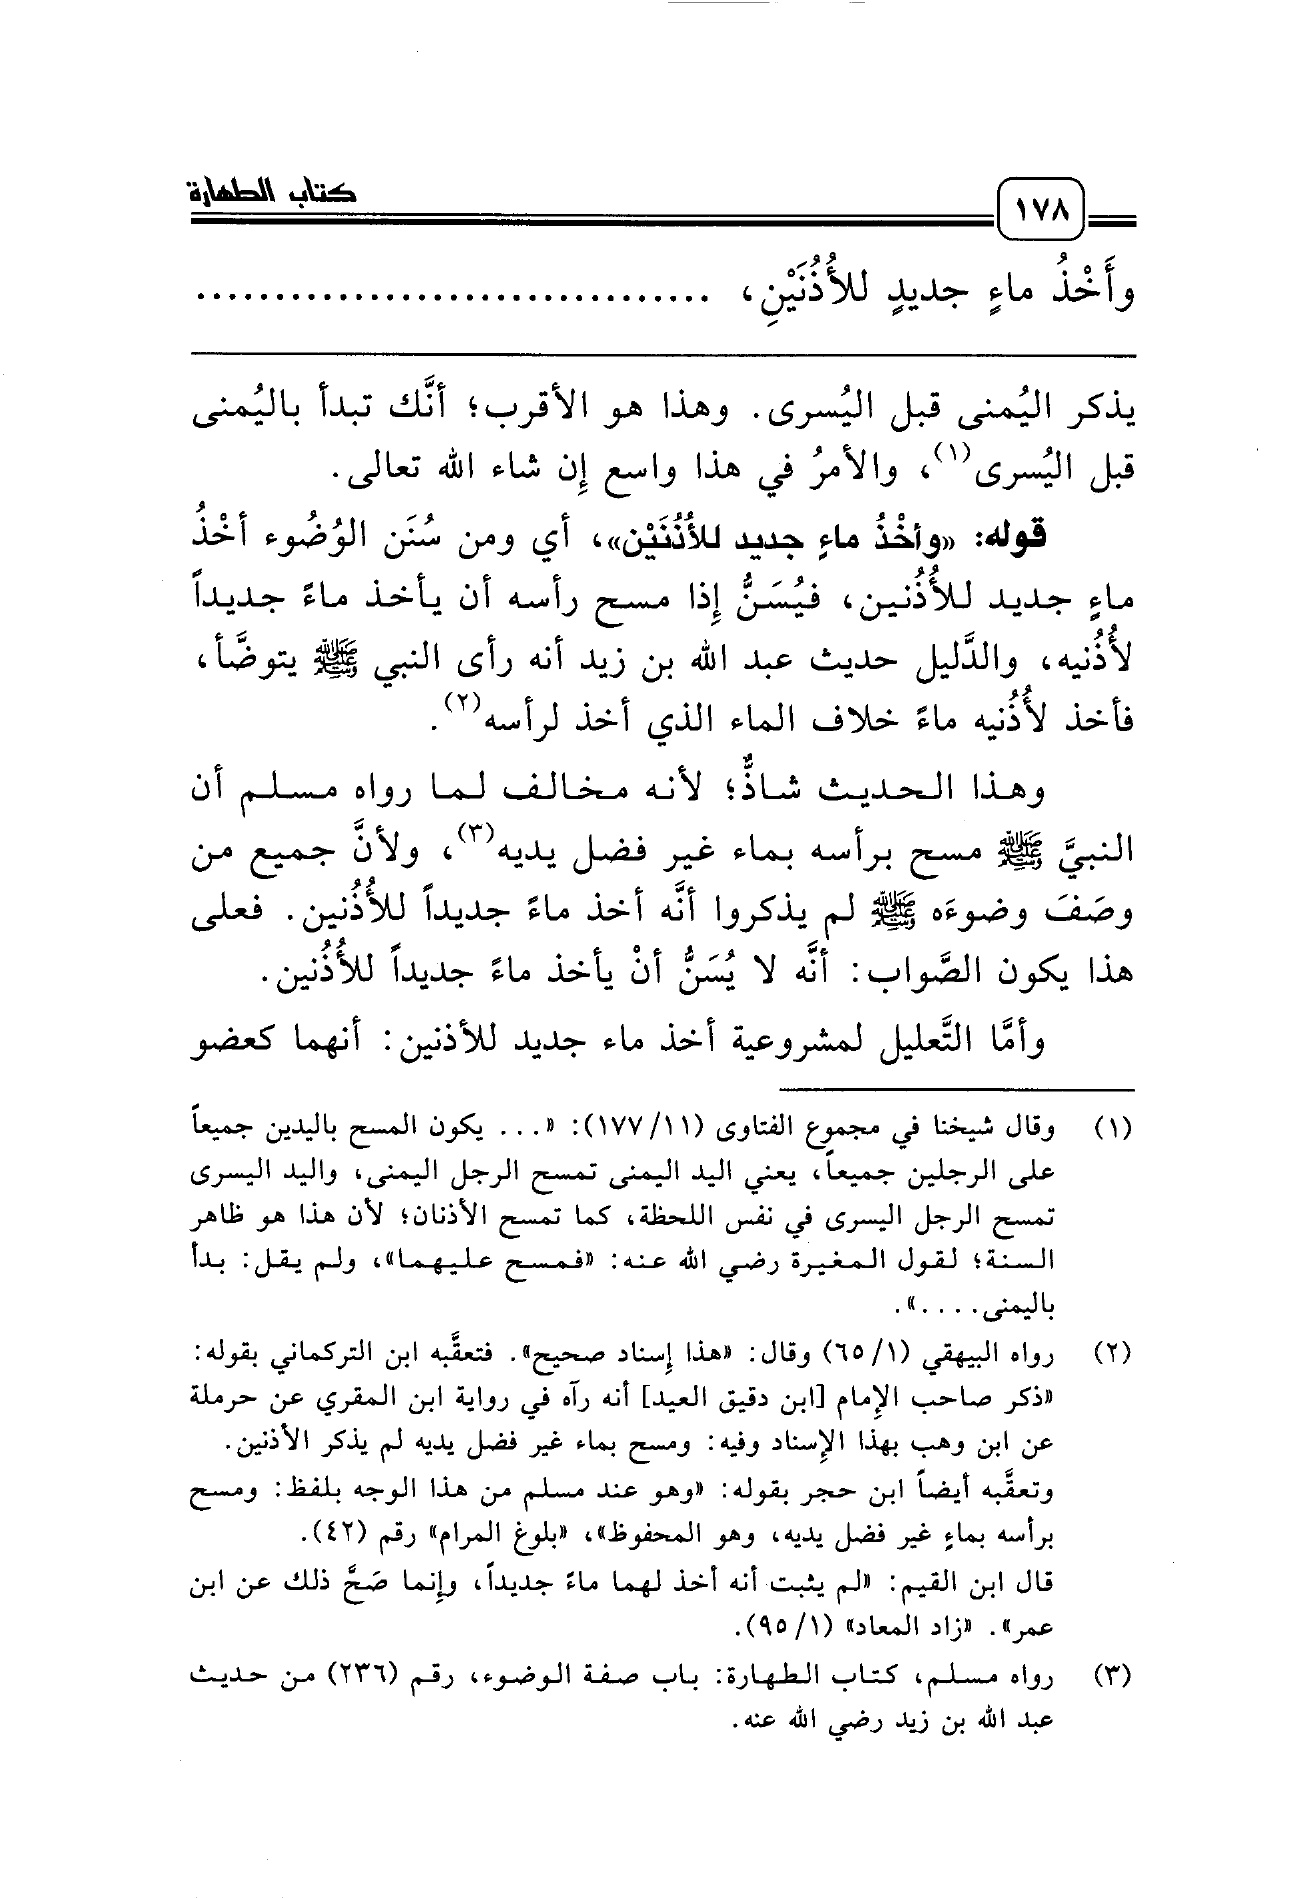 كتاب الطهارة
١٧٨
وأَخْذُ ماءٍ جديدٍ للأُذُنَيْنِ، .................................
يذكر اليُمنى قبل اليُسرى. وهذا هو الأقرب؛ أنَّك تبدأ باليُمنى
قبل اليُسرى(١)، والأمرُ في هذا واسع إِن شاء الله تعالى.
قوله: «وأخْذُ ماءٍ جديد للأُذُنَيْن»، أي ومن سُنَن الوُضُوء أخْذُ
ماءٍ جديد للأُذُنين، فيُسَنُّ إِذا مسح رأسه أن يأخذ ماءً جديداً
لأُذُنيه، والدَّليل حديث عبد الله بن زيد أنه رأى النبي ﷺ يتوضَّأ،
فأخذ لأُذُنيه ماءً خلاف الماء الذي أخذ لرأسه(٢).
وهذا الحديث شاذٌّ؛ لأنه مخالف لما رواه مسلم أن
النبيَّ ﷺ مسح برأسه بماء غير فضل يديه(٣)، ولأنَّ جميع من
وصَفَ وضوءَه ﷺ لم يذكروا أنَّه أخذ ماءً جديداً للأُذُنين. فعلى
هذا يكون الصَّواب: أنَّه لا يُسَنُّ أنْ يأخذ ماءً جديداً للأُذُنين.
وأمَّا التَّعليل لمشروعية أخذ ماء جديد للأذنين: أنهما كعضو
(١) وقال شيخنا في مجموع الفتاوى (١١/ ١٧٧): «... يكون المسح باليدين جميعاً
على الرجلين جميعاً، يعني اليد اليمنى تمسح الرجل اليمنى، واليد اليسرى
تمسح الرجل اليسرى في نفس اللحظة، كما تمسح الأذنان؛ لأن هذا هو ظاهر
السنة؛ لقول المغيرة رضي الله عنه: «فمسح عليهما»، ولم يقل: بدأ
باليمنى....».
(٢) رواه البيهقي (١/ ٦٥) وقال: «هذا إِسناد صحيح». فتعقَّبه ابن التركماني بقوله:
«ذكر صاحب الإِمام [ابن دقيق العيد] أنه رآه في رواية ابن المقري عن حرملة
عن ابن وهب بهذا الإِسناد وفيه: ومسح بماء غير فضل يديه لم يذكر الأذنين.
وتعقَّبه أيضاً ابن حجر بقوله: «وهو عند مسلم من هذا الوجه بلفظ: ومسح
برأسه بماءٍ غير فضل يديه، وهو المحفوظ»، «بلوغ المرام» رقم (٤٢).
قال ابن القيم: «لم يثبت أنه أخذ لهما ماءً جديداً، وإِنما صَحَّ ذلك عن ابن
عمر». «زاد المعاد» (١/ ٩٥).
(٣) رواه مسلم، كتاب الطهارة: باب صفة الوضوء، رقم (٢٣٦) من حديث
عبد الله بن زيد رضي الله عنه.